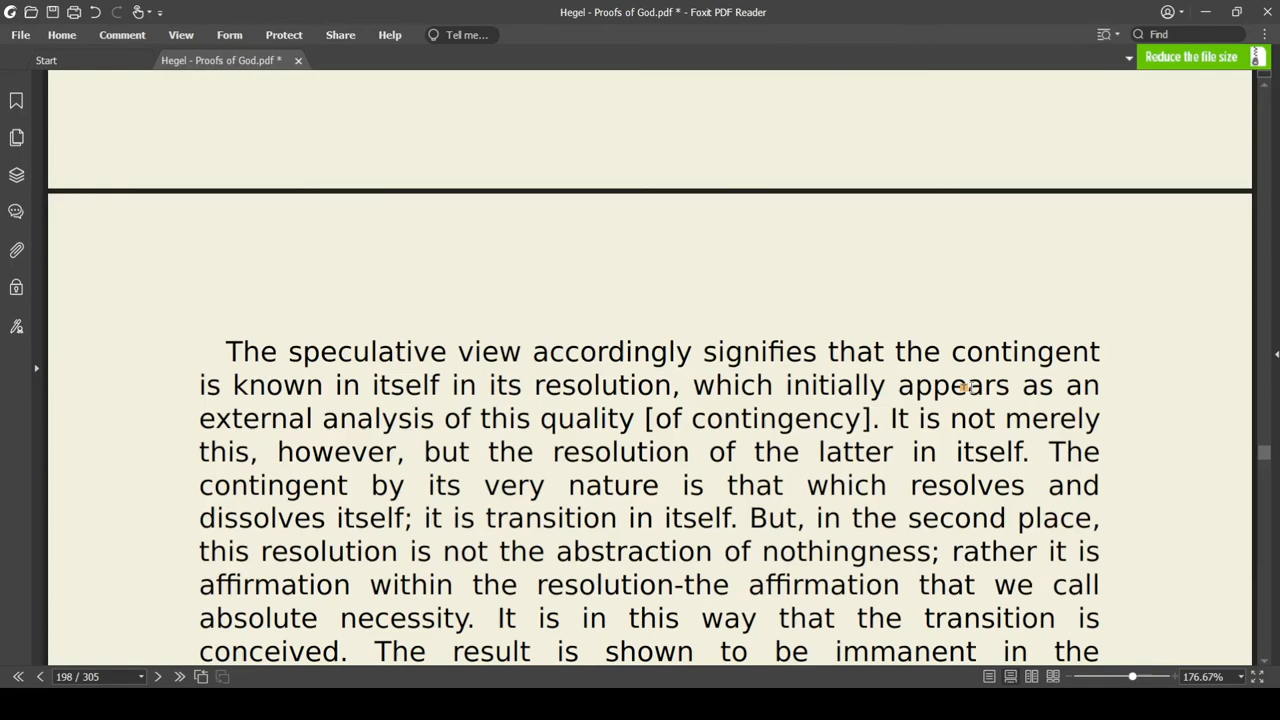 Hegel - Proofs of God.pdf * - Foxit PDF Reader
File Home Comment View Form Protect Share Help Tell me... Find
Start Hegel - Proofs of God.pdf * Reduce the file size
The speculative view accordingly signifies that the contingent
is known in itself in its resolution, which initially appears as an
external analysis of this quality [of contingency]. It is not merely
this, however, but the resolution of the latter in itself. The
contingent by its very nature is that which resolves and
dissolves itself; it is transition in itself. But, in the second place,
this resolution is not the abstraction of nothingness; rather it is
affirmation within the resolution-the affirmation that we call
absolute necessity. It is in this way that the transition is
conceived. The result is shown to be immanent in the
198 / 305 176.67%